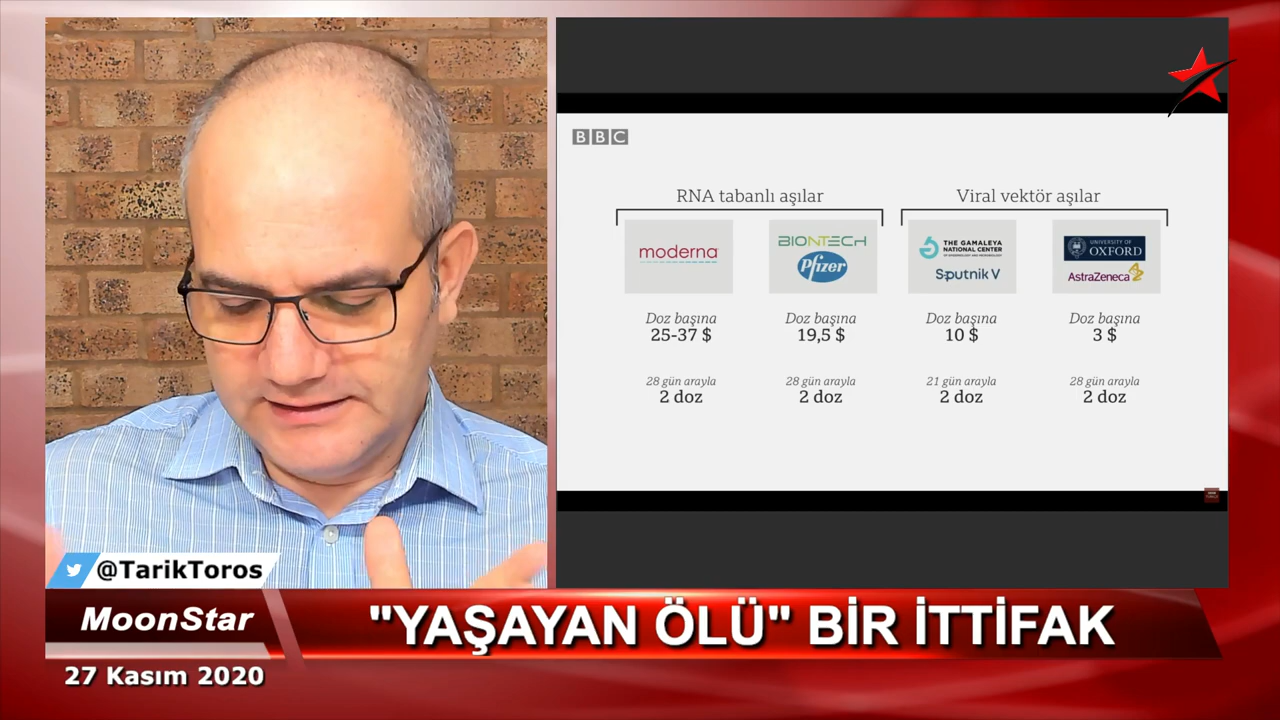 BBC
RNA tabanlı aşılar
Viral vektör aşılar
moderna
BIONTECH
Pfizer
THE GAMALEYA
NATIONAL CENTER
Sputnik V
UNIVERSITY OF
OXFORD
AstraZeneca
Doz başına
25-37 $
Doz başına
19,5 $
Doz başına
10 $
Doz başına
3 $
28 gün arayla
2 doz
28 gün arayla
2 doz
21 gün arayla
2 doz
28 gün arayla
2 doz
@TarikToros
MoonStar
"YAŞAYAN ÖLÜ" BİR İTTİFAK
27 Kasım 2020